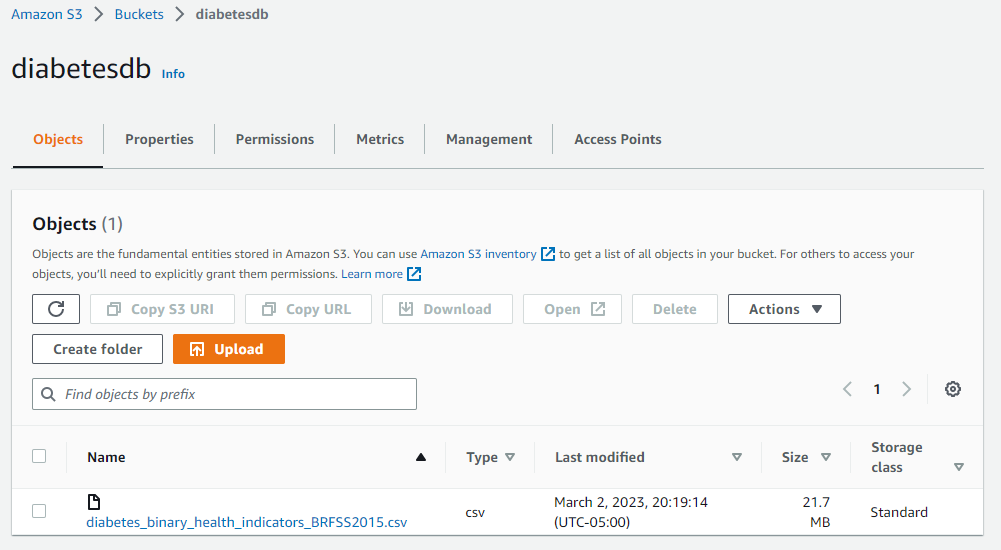 Amazon S3 > Buckets > diabetesdb
diabetesdb Info
Objects Properties Permissions Metrics Management Access Points
Objects (1)
Objects are the fundamental entities stored in Amazon S3. You can use Amazon S3 inventory to get a list of all objects in your bucket. For others to access your
objects, you'll need to explicitly grant them permissions. Learn more
Copy S3 URI Copy URL Download Open Delete Actions
Create folder Upload
Find objects by prefix 1
Name Type Last modified Size Storage
class
diabetes_binary_health_indicators_BRFSS2015.csv csv March 2, 2023, 20:19:14 21.7 Standard
(UTC-05:00) MB